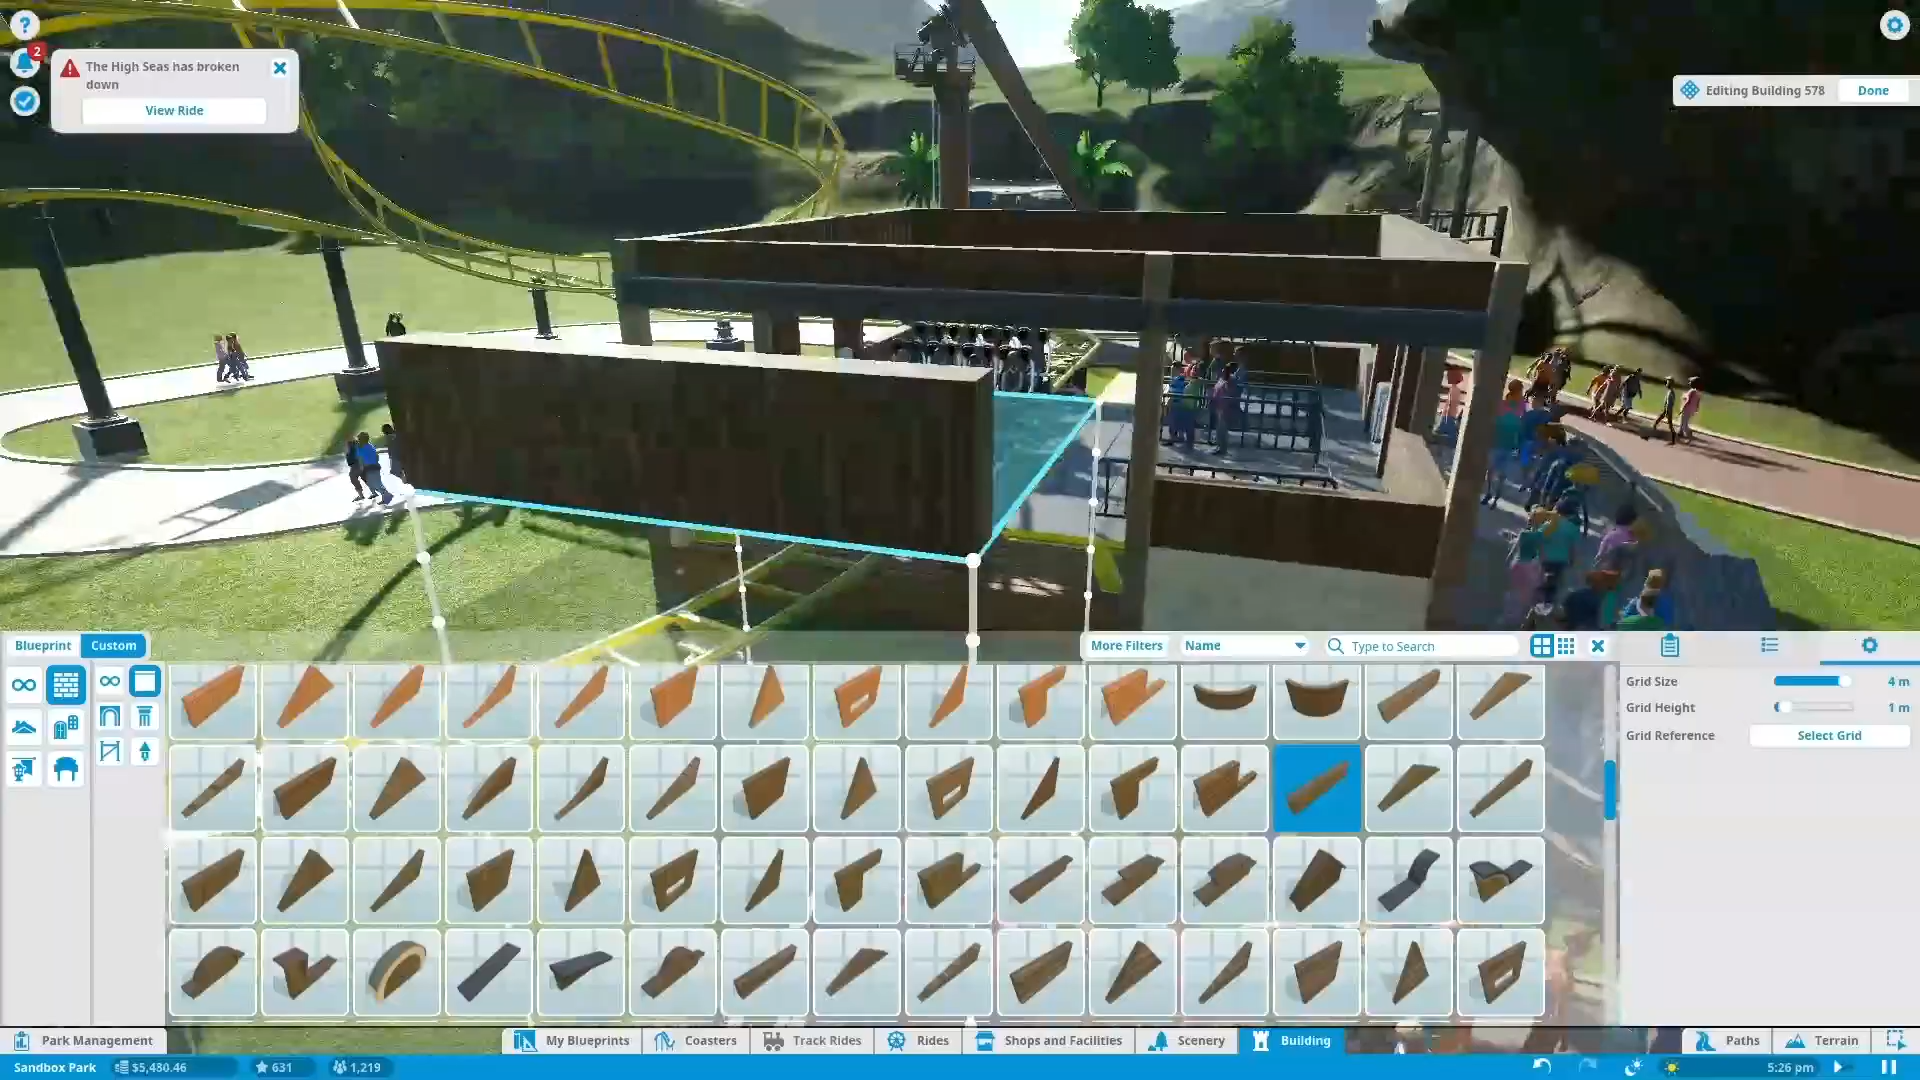 ?
2
The High Seas has broken
down
View Ride
Editing Building 578
Done
Blueprint
Custom
More Filters
Name
Type to Search
Grid Size
4 m
Grid Height
1 m
Grid Reference
Select Grid
Park Management
My Blueprints
Coasters
Track Rides
Rides
Shops and Facilities
Scenery
Building
Paths
Terrain
Sandbox Park
$5,480.46
631
1,219
5:26 pm